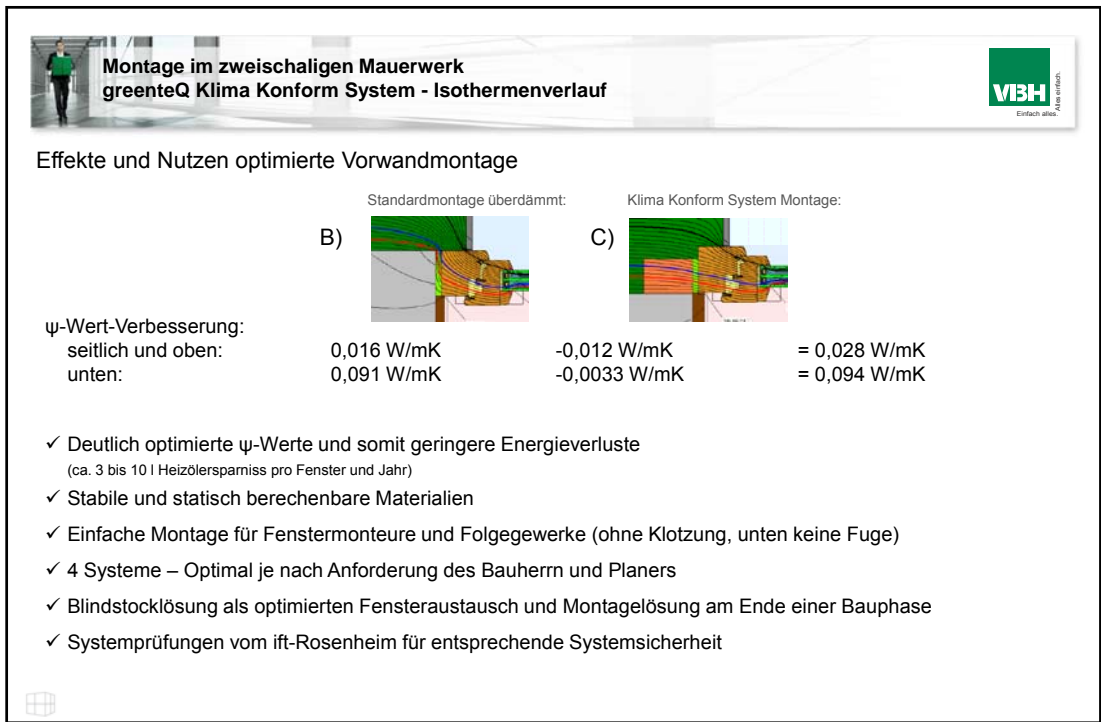 Montage im zweischaligen Mauerwerk
greenteQ Klima Konform System - Isothermenverlauf
VBH
Einfach alles.
Alles einfach.
Effekte und Nutzen optimierte Vorwandmontage
Standardmontage überdämmt: Klima Konform System Montage:
B) C)
ψ-Wert-Verbesserung:
seitlich und oben: 0,016 W/mK -0,012 W/mK = 0,028 W/mK
unten: 0,091 W/mK -0,0033 W/mK = 0,094 W/mK
✓ Deutlich optimierte ψ-Werte und somit geringere Energieverluste
(ca. 3 bis 10 l Heizölersparniss pro Fenster und Jahr)
✓ Stabile und statisch berechenbare Materialien
✓ Einfache Montage für Fenstermonteure und Folgegewerke (ohne Klotzung, unten keine Fuge)
✓ 4 Systeme – Optimal je nach Anforderung des Bauherrn und Planers
✓ Blindstocklösung als optimierten Fensteraustausch und Montagelösung am Ende einer Bauphase
✓ Systemprüfungen vom ift-Rosenheim für entsprechende Systemsicherheit